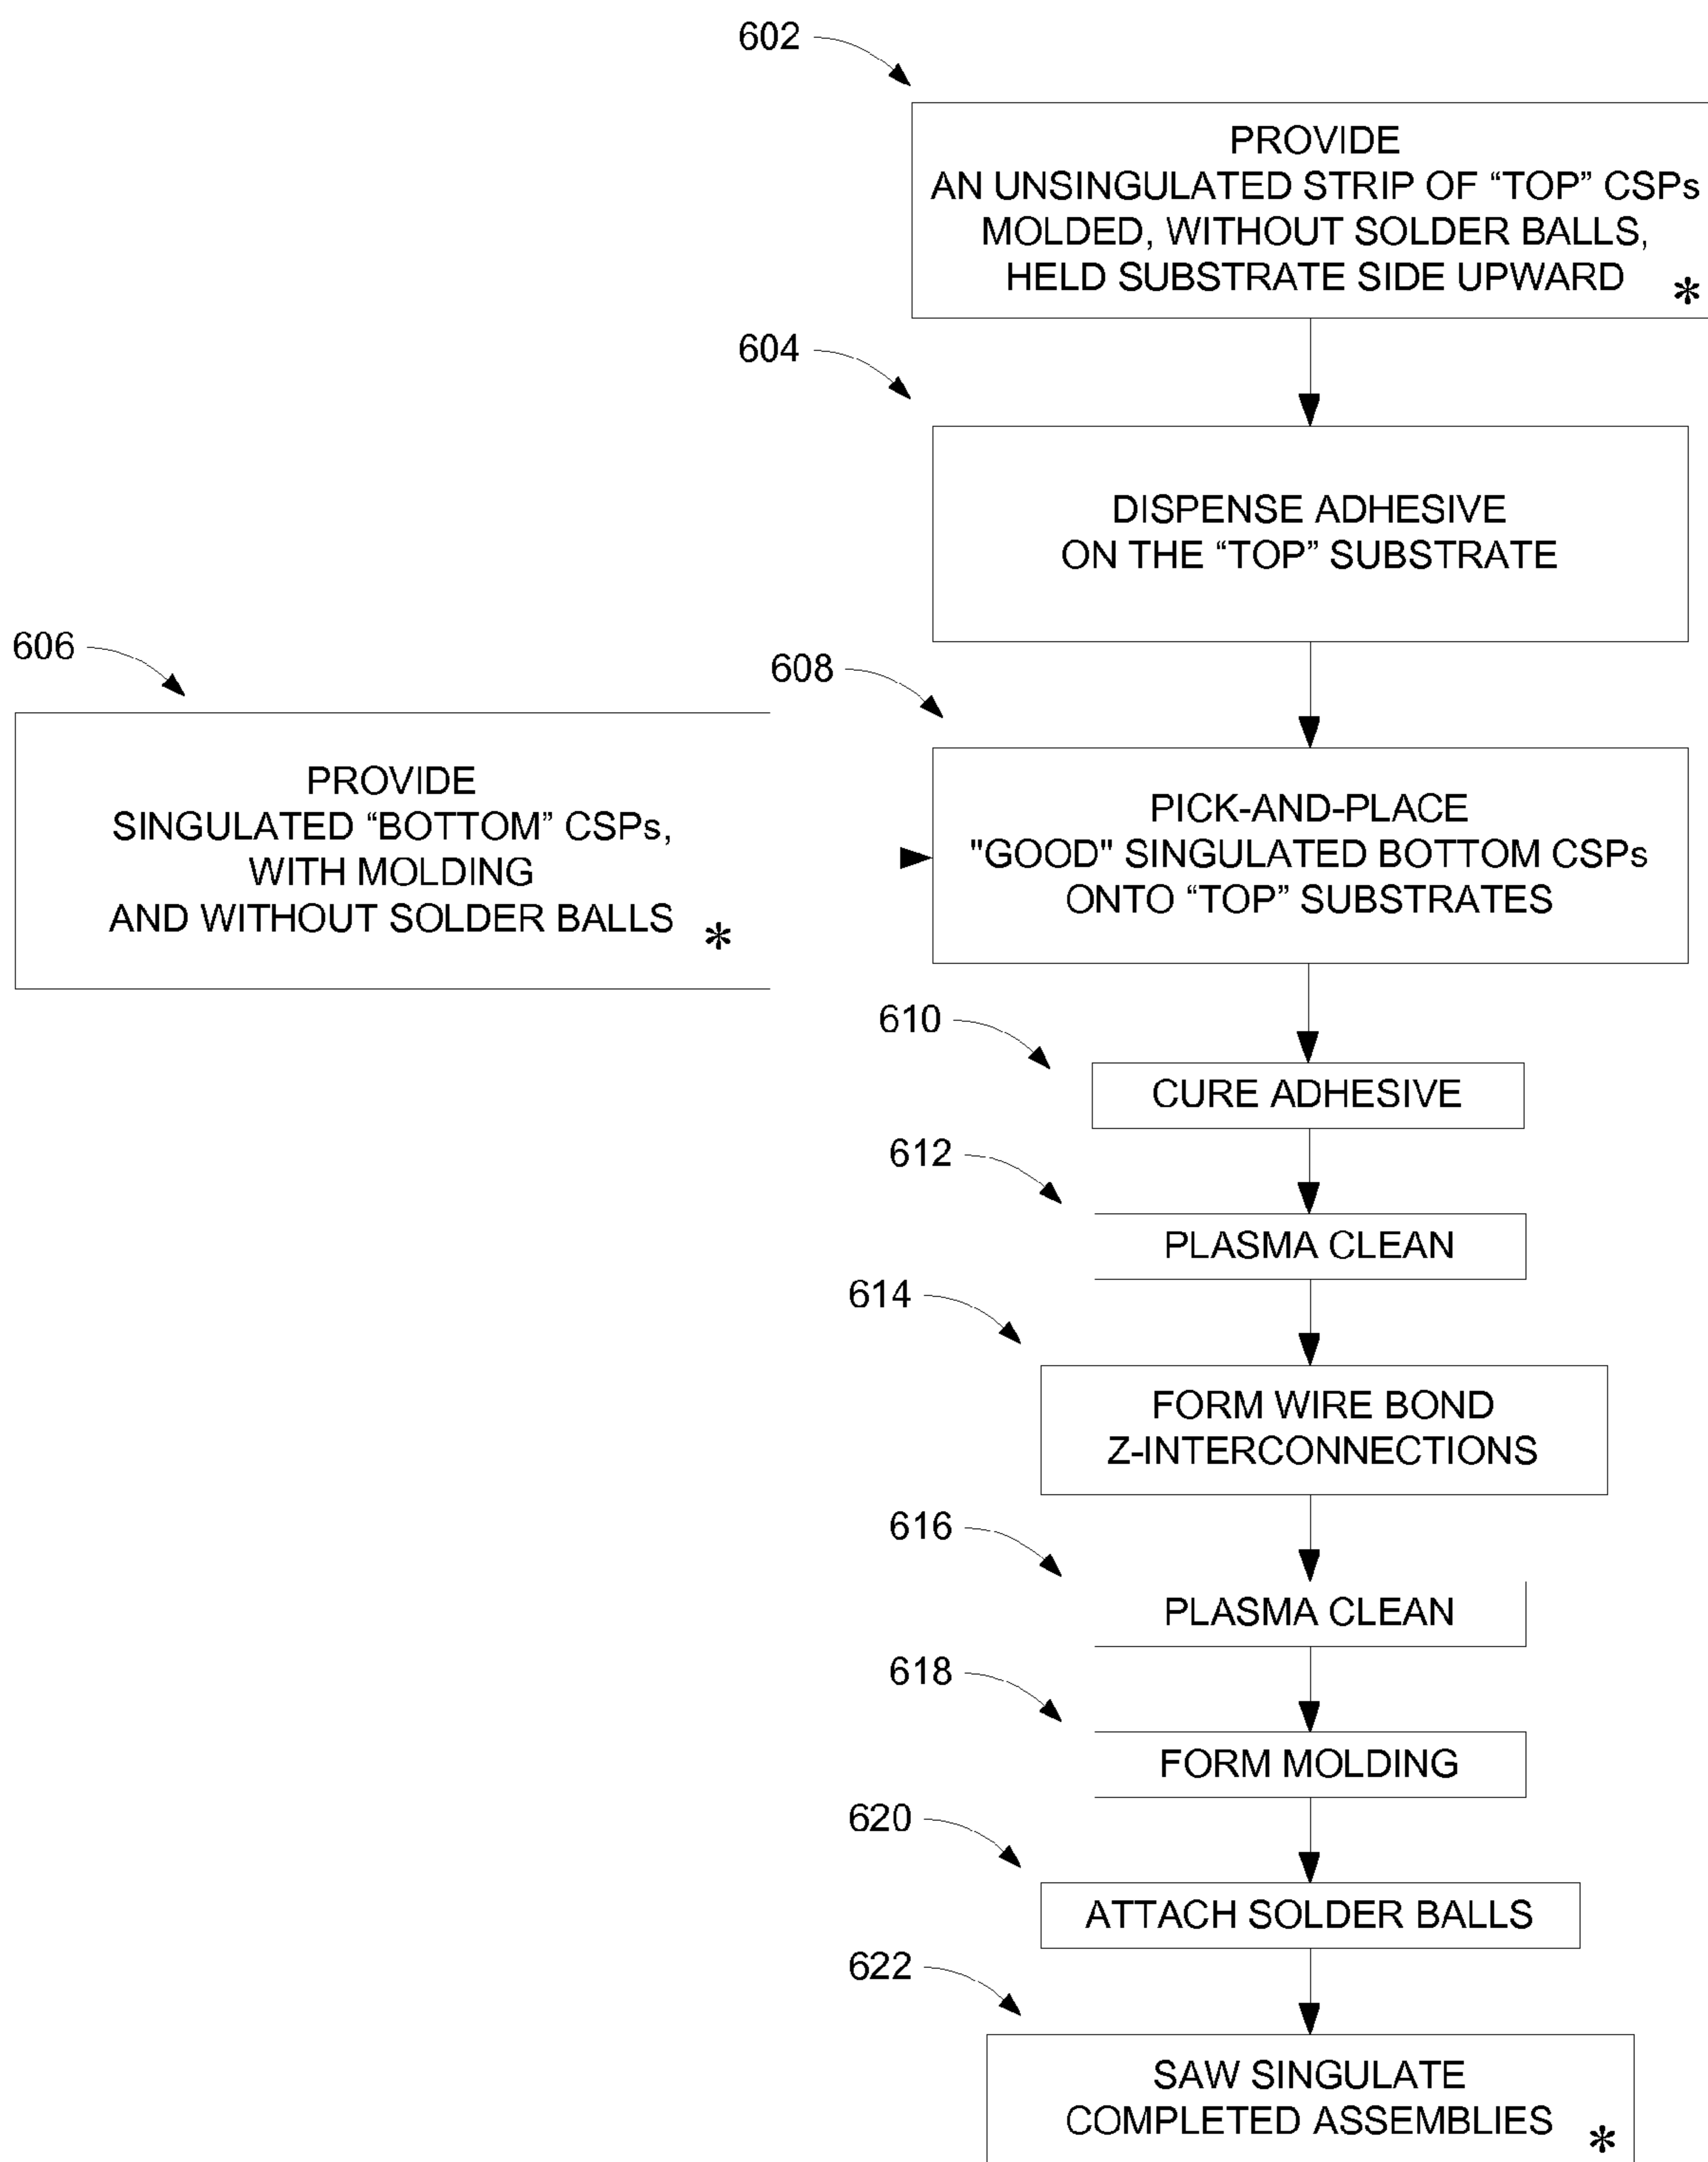 602
PROVIDE
AN UNSINGULATED STRIP OF “TOP” CSPs
MOLDED, WITHOUT SOLDER BALLS,
HELD SUBSTRATE SIDE UPWARD *
604
DISPENSE ADHESIVE
ON THE “TOP” SUBSTRATE
606
PROVIDE
SINGULATED “BOTTOM” CSPs,
WITH MOLDING
AND WITHOUT SOLDER BALLS *
608
PICK-AND-PLACE
"GOOD" SINGULATED BOTTOM CSPs
ONTO “TOP” SUBSTRATES
610
CURE ADHESIVE
612
PLASMA CLEAN
614
FORM WIRE BOND
Z-INTERCONNECTIONS
616
PLASMA CLEAN
618
FORM MOLDING
620
ATTACH SOLDER BALLS
622
SAW SINGULATE
COMPLETED ASSEMBLIES *